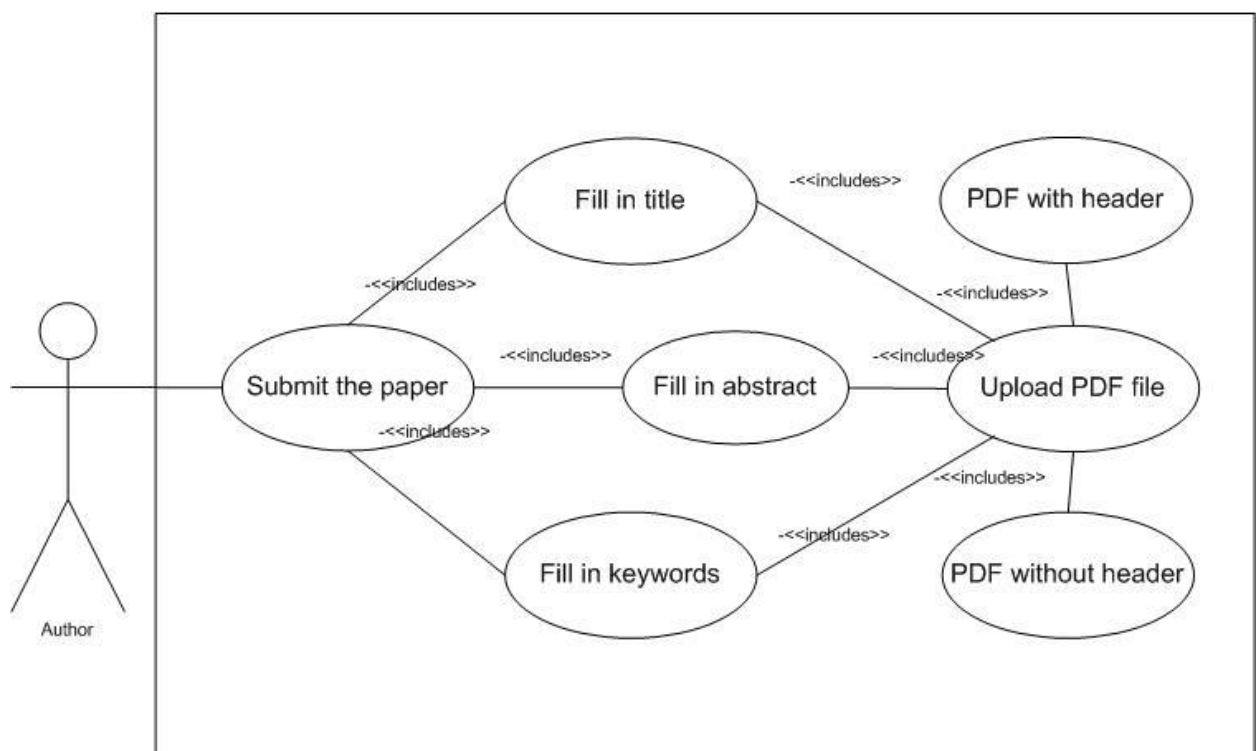 Fill in title
-<<includes>>
PDF with header
-<<includes>>
-<<includes>>
Submit the paper
-<<includes>>
Fill in abstract
-<<includes>>
Upload PDF file
-<<includes>>
-<<includes>>
Fill in keywords
-<<includes>>
PDF without header
Author